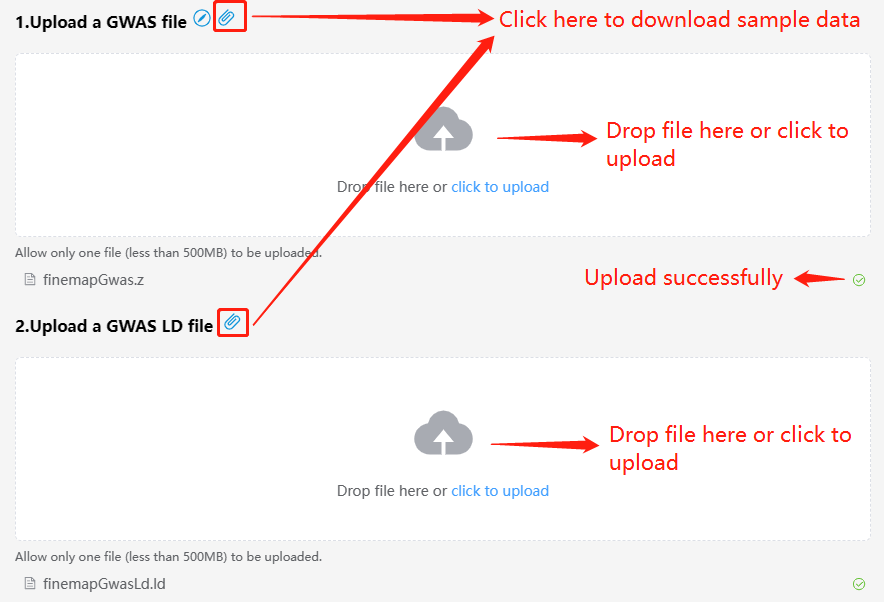 1.Upload a GWAS file
Click here to download sample data
Drop file here or click to
upload
Drop file here or click to upload
Allow only one file (less than 500MB) to be uploaded.
finemapGwas.z
Upload successfully
2.Upload a GWAS LD file
Drop file here or click to
upload
Drop file here or click to upload
Allow only one file (less than 500MB) to be uploaded.
finemapGwasLd.ld